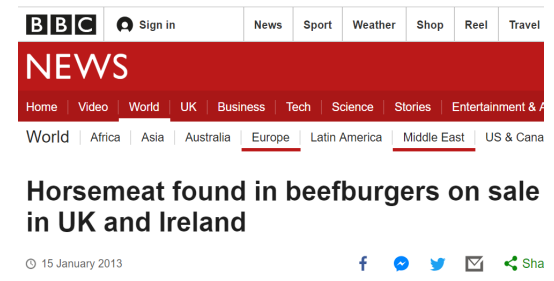 BBC Sign in News Sport Weather Shop Reel Travel
NEWS
Home Video World UK Business Tech Science Stories Entertainment &
World Africa Asia Australia Europe Latin America Middle East US &
Horsemeat found in beefburgers on sale
in UK and Ireland
15 January 2013